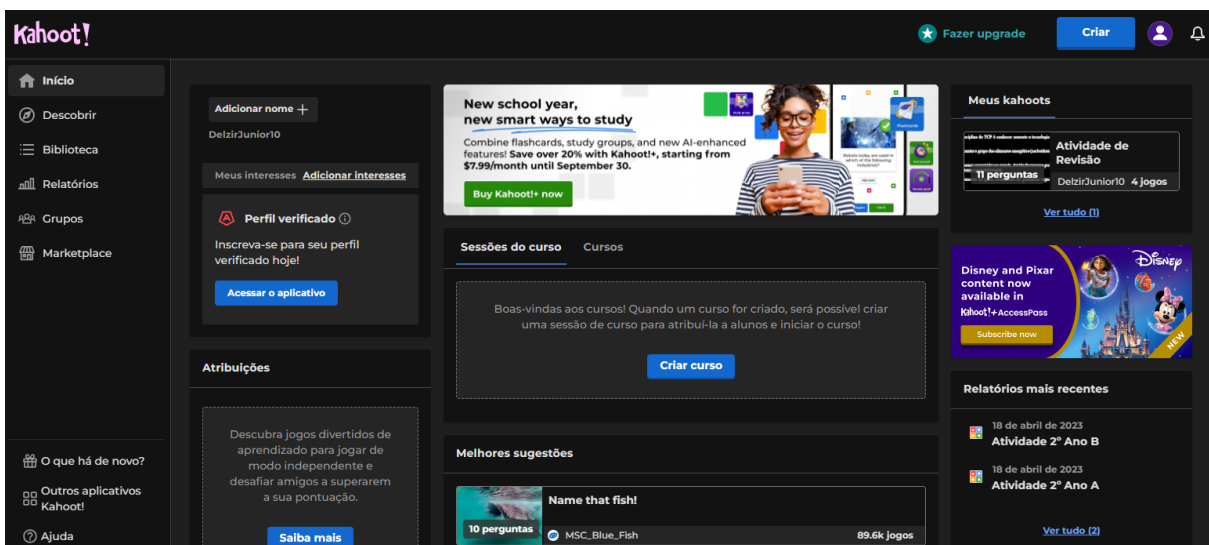 Kahoot!
Fazer upgrade
Criar
Início
Descobrir
Biblioteca
Relatórios
Grupos
Marketplace
O que há de novo?
Outros aplicativos
Kahoot!
Ajuda
Adicionar nome +
DelzirJunior10
Meus interesses Adicionar interesses
Perfil verificado
Inscreva-se para seu perfil
verificado hoje!
Acessar o aplicativo
Atribuições
Descubra jogos divertidos de
aprendizado para jogar de
modo independente e
desafiar amigos a superarem
a sua pontuação.
Saiba mais
New school year,
new smart ways to study
Combine flashcards, study groups, and new AI-enhanced
features! Save over 20% with Kahoot!+, starting from
$7.99/month until September 30.
Buy Kahoot!+ now
Flashcards
Sessões do curso Cursos
Boas-vindas aos cursos! Quando um curso for criado, será possível criar
uma sessão de curso para atribuí-la a alunos e iniciar o curso!
Criar curso
Melhores sugestões
Name that fish!
10 perguntas
MSC_Blue_Fish 89.6k jogos
Meus kahoots
Atividade de
Revisão
11 perguntas
DelzirJunior10 4 jogos
Ver tudo (1)
Disney
Disney and Pixar
content now
available in
Kahoot!+ AccessPass
Subscribe now
NEW
Relatórios mais recentes
18 de abril de 2023
Atividade 2º Ano B
18 de abril de 2023
Atividade 2º Ano A
Ver tudo (2)